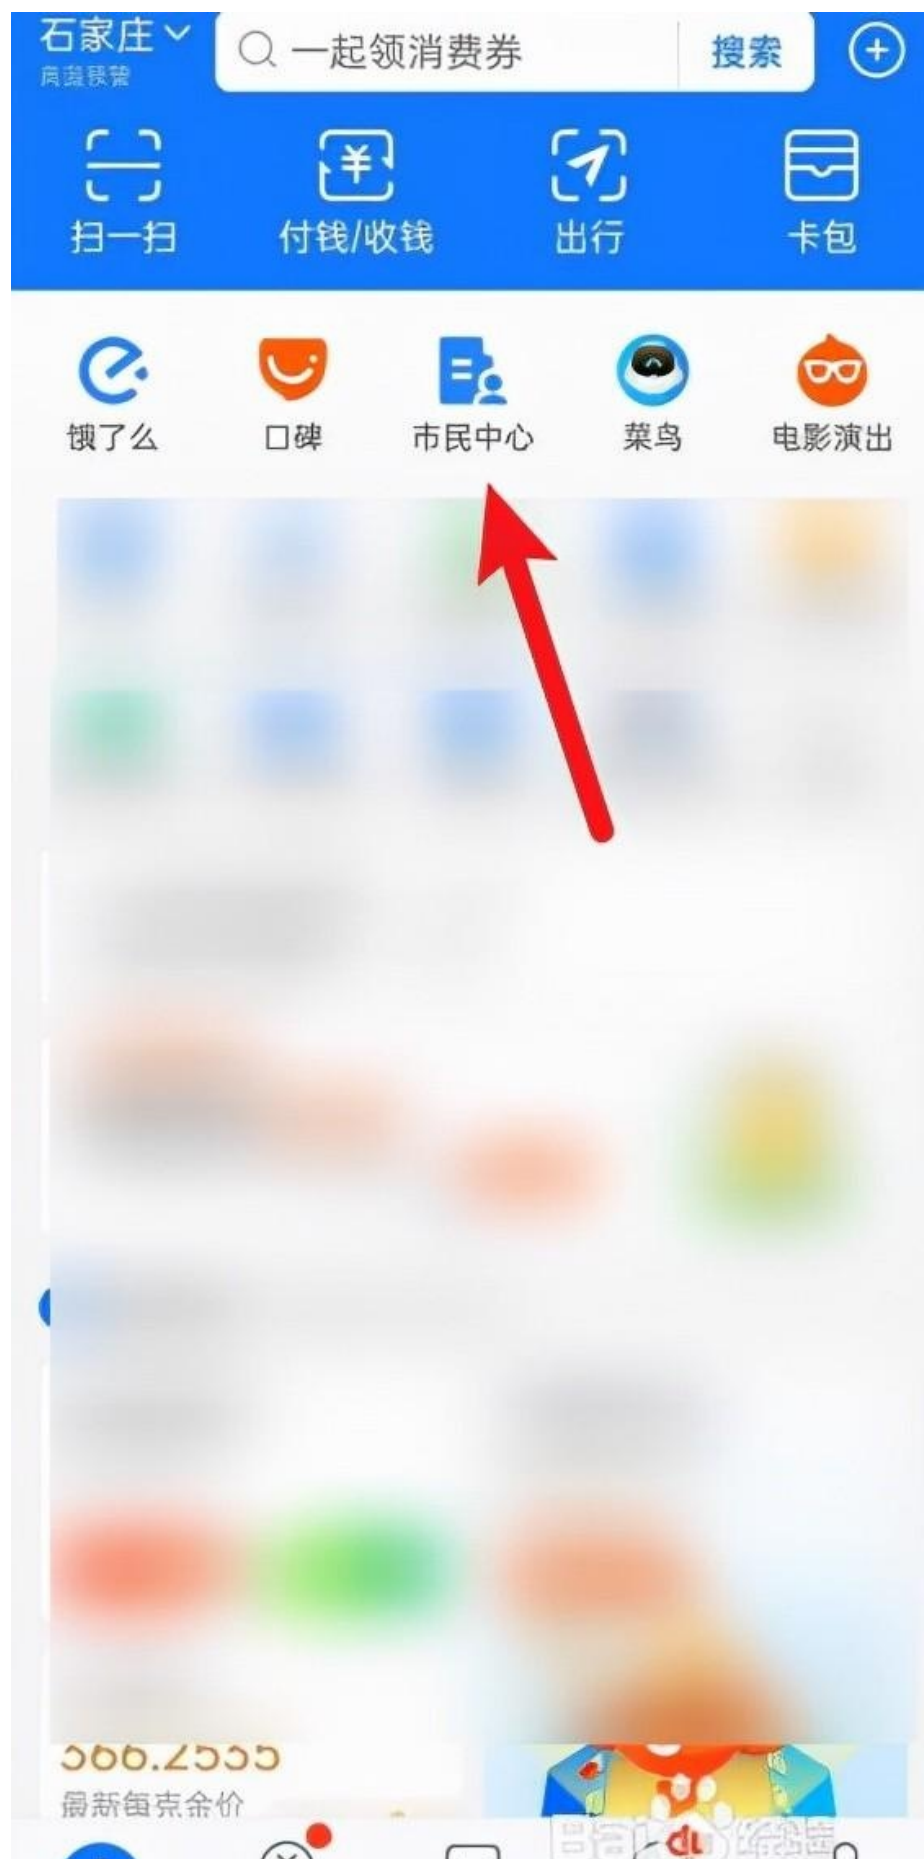 石家庄
一起领消费券
搜索
扫一扫
付钱/收钱
出行
卡包
饿了么
口碑
市民中心
菜鸟
电影演出
最新每克金价